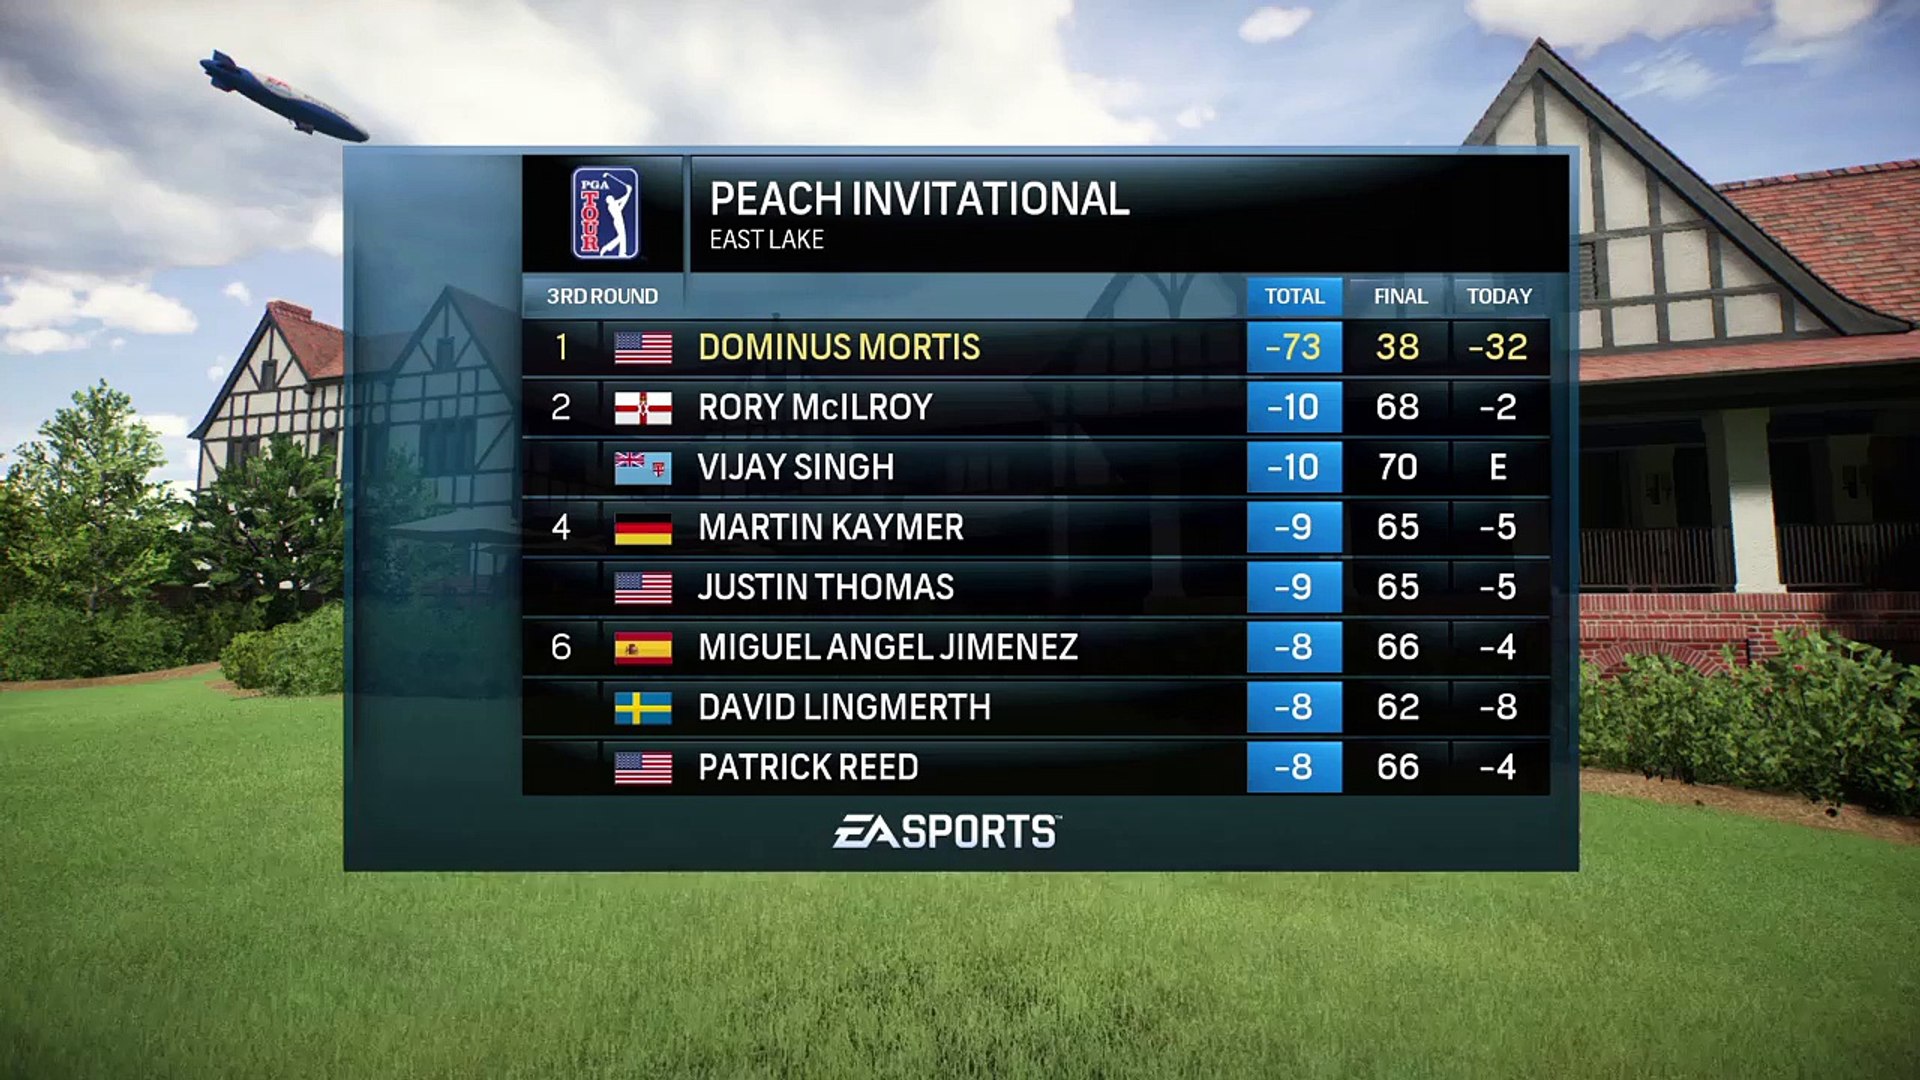 PGA TOUR
PEACH INVITATIONAL
EAST LAKE
3RD ROUND TOTAL FINAL TODAY
1 DOMINUS MORTIS -73 38 -32
2 RORY McILROY -10 68 -2
VIJAY SINGH -10 70 E
4 MARTIN KAYMER -9 65 -5
JUSTIN THOMAS -9 65 -5
6 MIGUEL ANGEL JIMENEZ -8 66 -4
DAVID LINGMERTH -8 62 -8
PATRICK REED -8 66 -4
EA SPORTS™